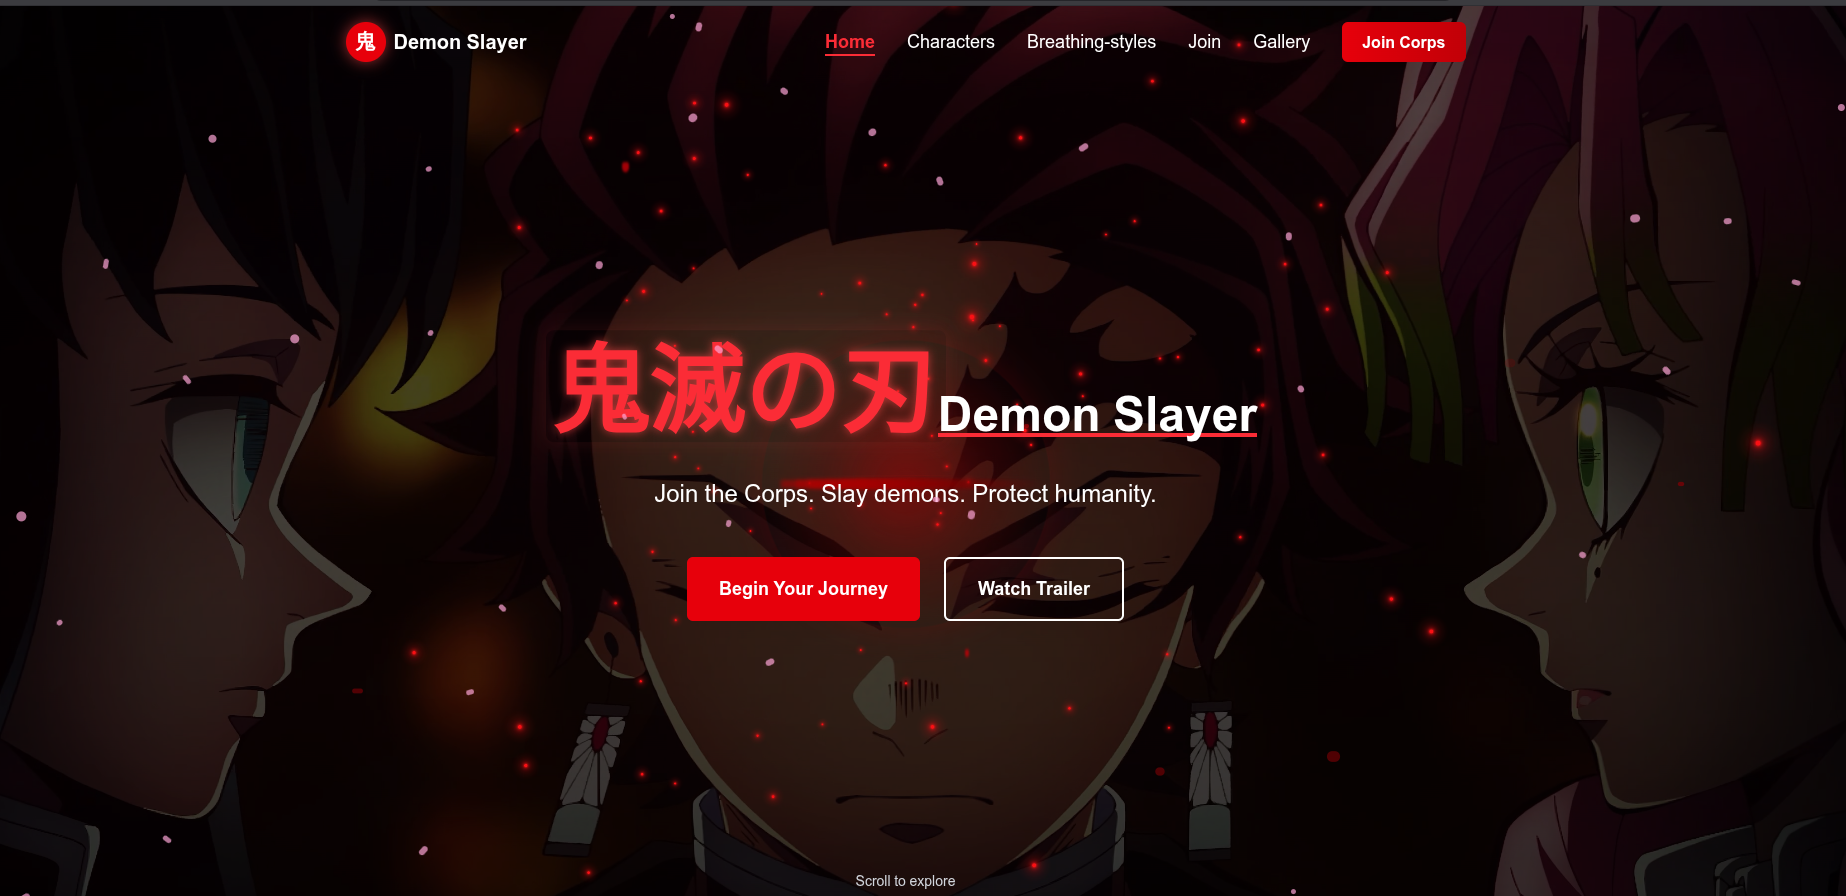 鬼 Demon Slayer
Home Characters Breathing-styles Join Gallery Join Corps
鬼滅の刃 Demon Slayer
Join the Corps. Slay demons. Protect humanity.
Begin Your Journey Watch Trailer
Scroll to explore